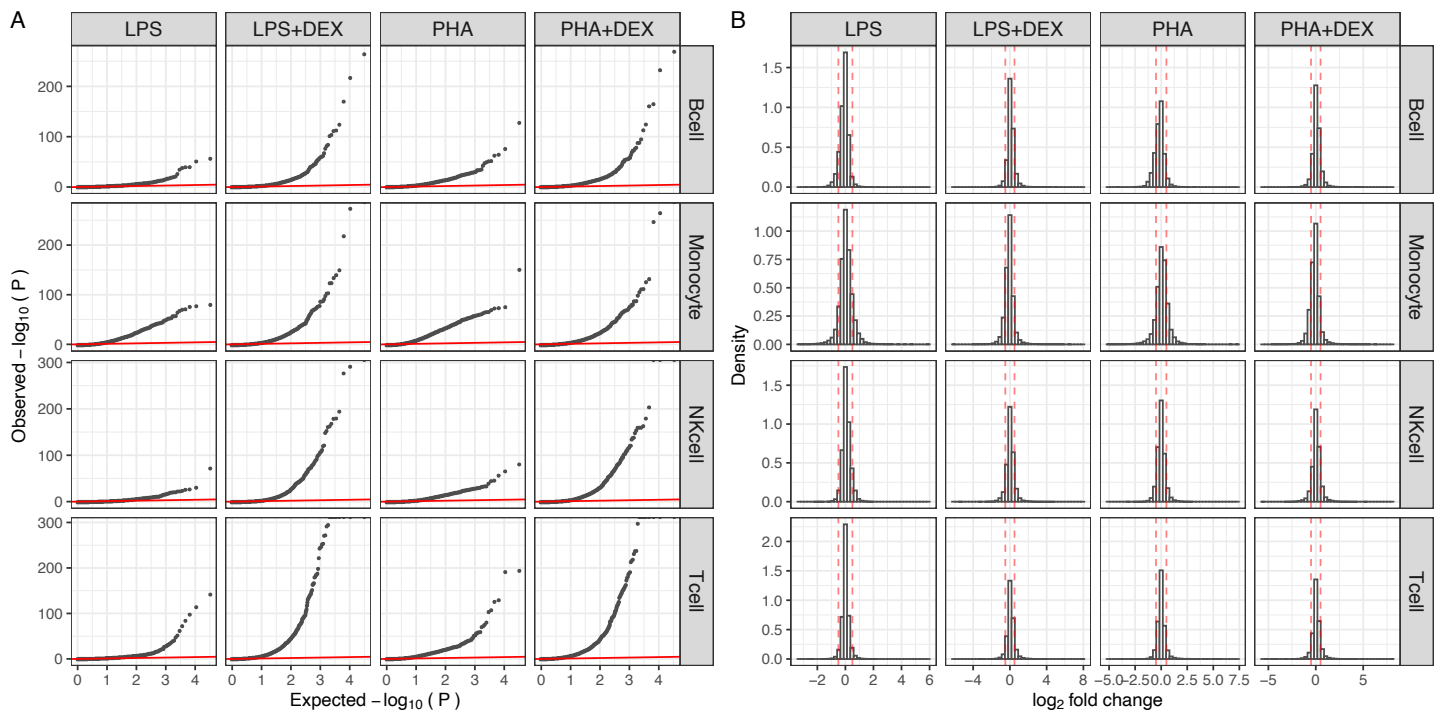 A
LPS
LPS+DEX
PHA
PHA+DEX
200
100
0
Bcell
200
100
0
Monocyte
300
200
100
0
NKcell
300
200
100
0
Tcell
0 1 2 3 4
0 1 2 3 4
0 1 2 3 4
0 1 2 3 4
Observed −log10 ( P )
Expected −log10 ( P )
B
LPS
LPS+DEX
PHA
PHA+DEX
1.5
1.0
0.5
0.0
Bcell
1.00
0.75
0.50
0.25
0.00
Monocyte
1.5
1.0
0.5
0.0
NKcell
2.0
1.5
1.0
0.5
0.0
Tcell
−2 0 2 4 6
−4 0 4 8
−5.0 −2.5 0.0 2.5 5.0 7.5
−5 0 5
Density
log2 fold change